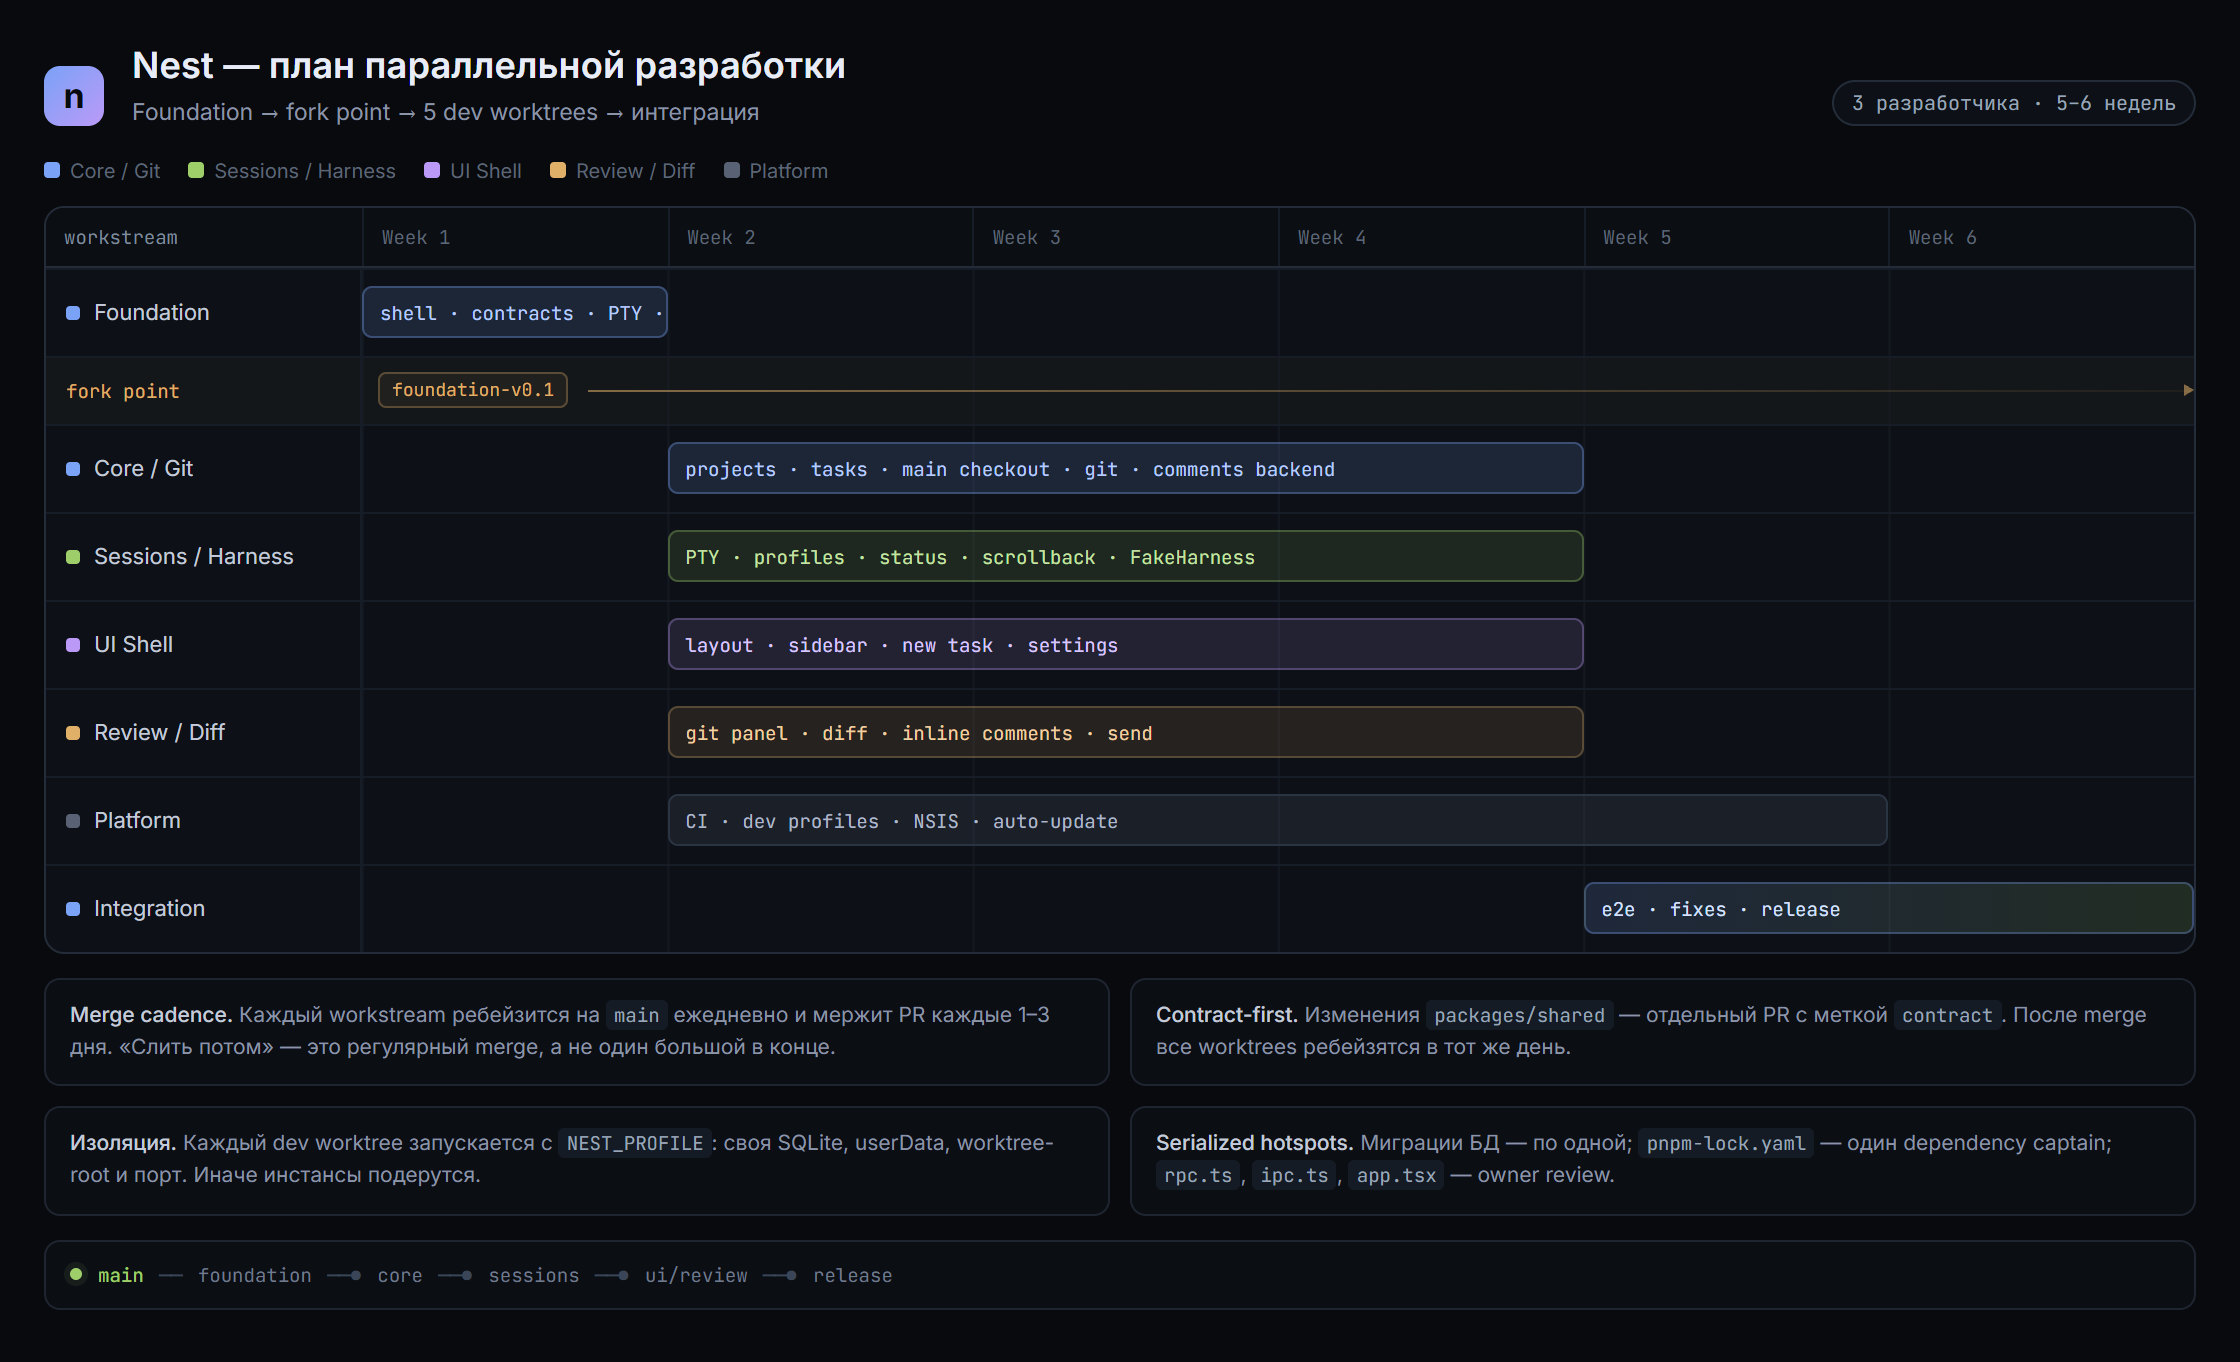 n
Nest — план параллельной разработки
Foundation → fork point → 5 dev worktrees → интеграция
3 разработчика · 5–6 недель
Core / Git
Sessions / Harness
UI Shell
Review / Diff
Platform
workstream
Week 1
Week 2
Week 3
Week 4
Week 5
Week 6
Foundation
shell · contracts · PTY ·
fork point
foundation-v0.1
Core / Git
projects · tasks · main checkout · git · comments backend
Sessions / Harness
PTY · profiles · status · scrollback · FakeHarness
UI Shell
layout · sidebar · new task · settings
Review / Diff
git panel · diff · inline comments · send
Platform
CI · dev profiles · NSIS · auto-update
Integration
e2e · fixes · release
Merge cadence. Каждый workstream ребейзится на main ежедневно и мержит PR каждые 1–3
дня. «Слить потом» — это регулярный merge, а не один большой в конце.
Contract-first. Изменения packages/shared — отдельный PR с меткой contract. После merge
все worktrees ребейзятся в тот же день.
Изоляция. Каждый dev worktree запускается с NEST_PROFILE: своя SQLite, userData, worktree-
root и порт. Иначе инстансы подерутся.
Serialized hotspots. Миграции БД — по одной; pnpm-lock.yaml — один dependency captain;
rpc.ts, ipc.ts, app.tsx — owner review.
main — foundation — core — sessions — ui/review — release